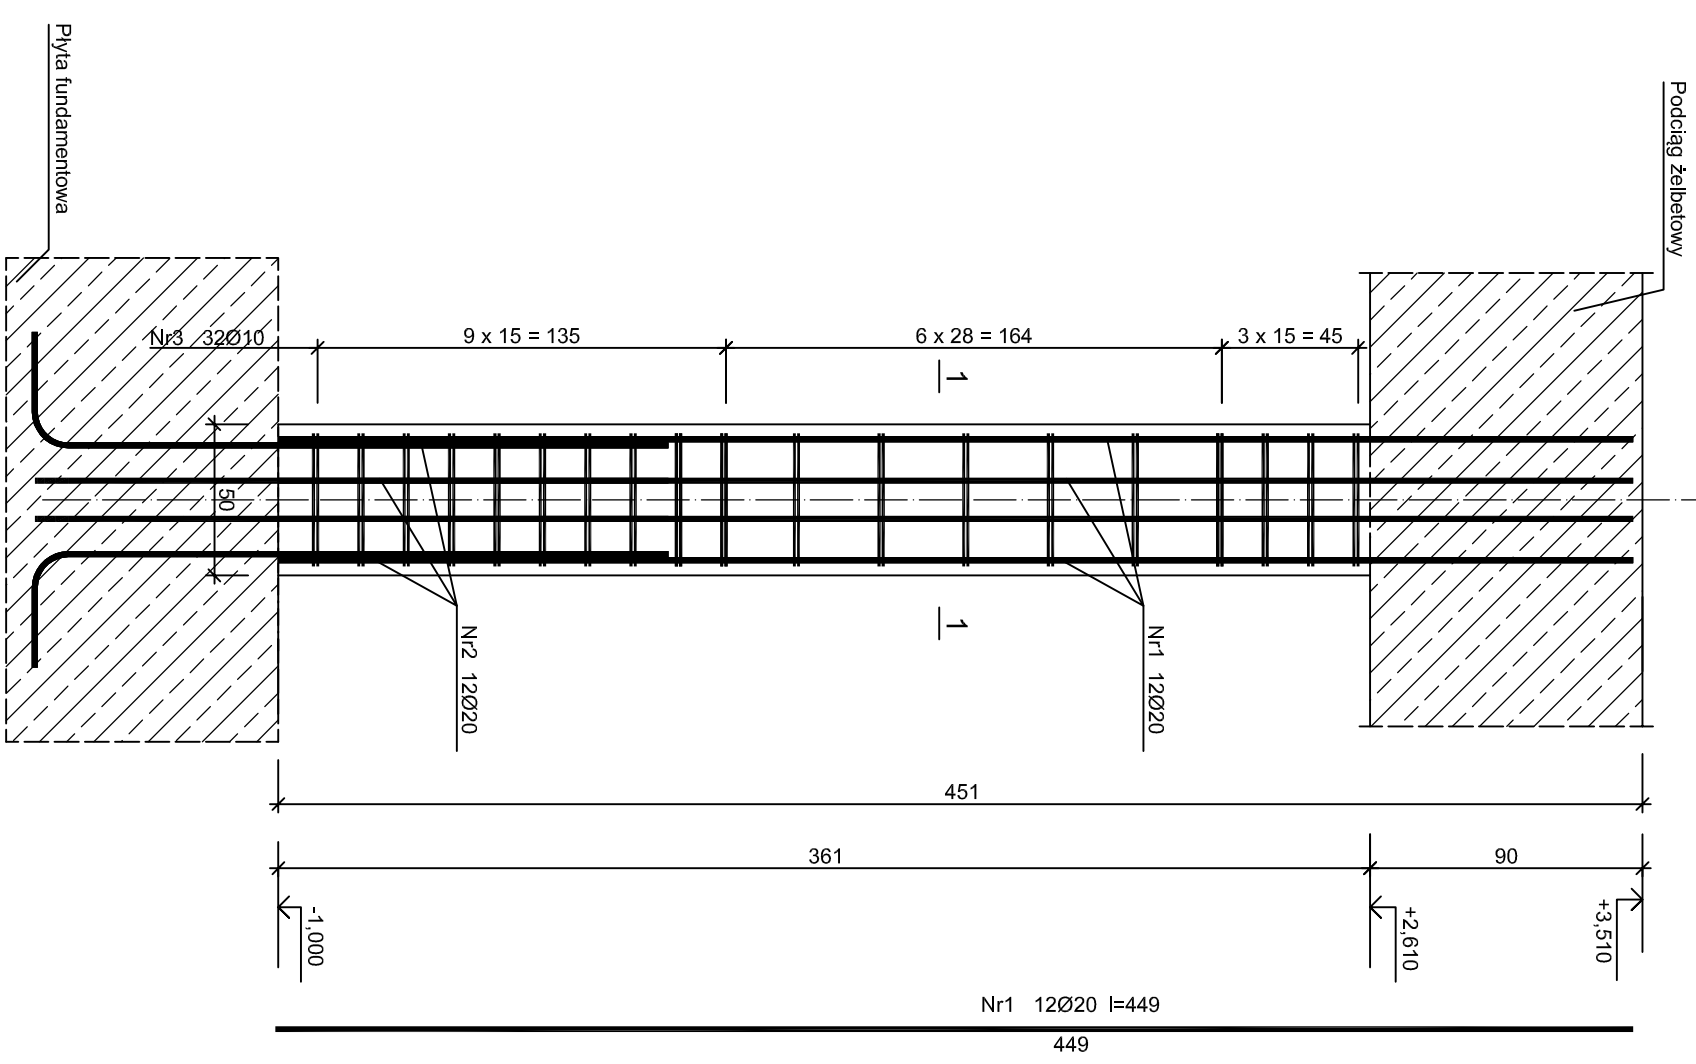 Płyta fundamentowa
Podciąg żelbetowy
Nr3 32Ø10
9 x 15 = 135
6 x 28 = 164
3 x 15 = 45
1
50
1
Nr2 12Ø20
Nr1 12Ø20
451
361
90
-1,000
+2,610
+3,510
Nr1 12Ø20 l=449
449